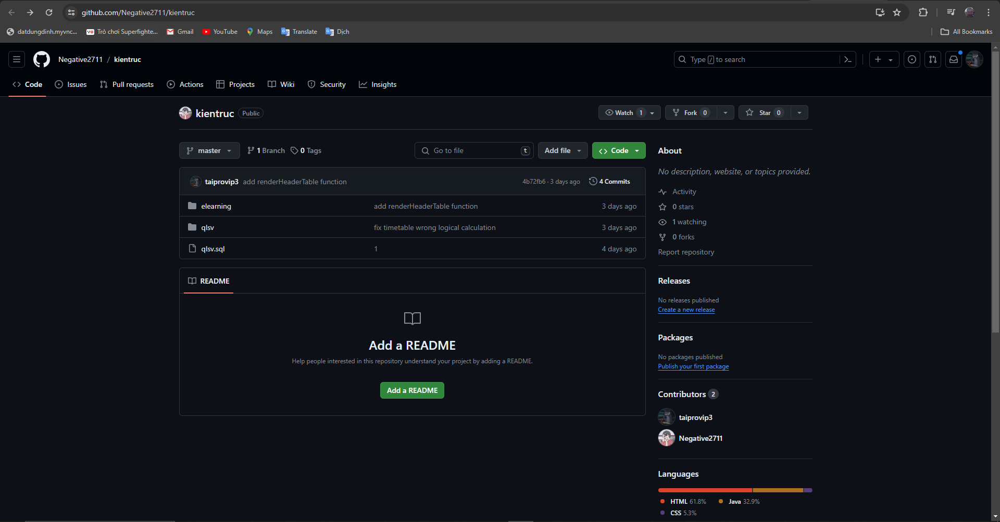 github.com/Negative2711/kientruc
datdungdinh.myvnc...
Trò chơi Superfighte...
Gmail
YouTube
Maps
Translate
Dịch
All Bookmarks
Negative2711 / kientruc
Type / to search
Code
Issues
Pull requests
Actions
Projects
Wiki
Security
Insights
kientruc Public
Watch 1
Fork 0
Star 0
master
1 Branch
0 Tags
Go to file t
Add file
Code
taiprovip3 add renderHeaderTable function 4b72fb6 · 3 days ago 4 Commits
elearning add renderHeaderTable function 3 days ago
qlsv fix timetable wrong logical calculation 3 days ago
qlsv.sql 1 4 days ago
README
Add a README
Help people interested in this repository understand your project by adding a README.
Add a README
About
No description, website, or topics provided.
Activity
0 stars
1 watching
0 forks
Report repository
Releases
No releases published
Create a new release
Packages
No packages published
Publish your first package
Contributors 2
taiprovip3
Negative2711
Languages
HTML 61.8% Java 32.9%
CSS 5.3%